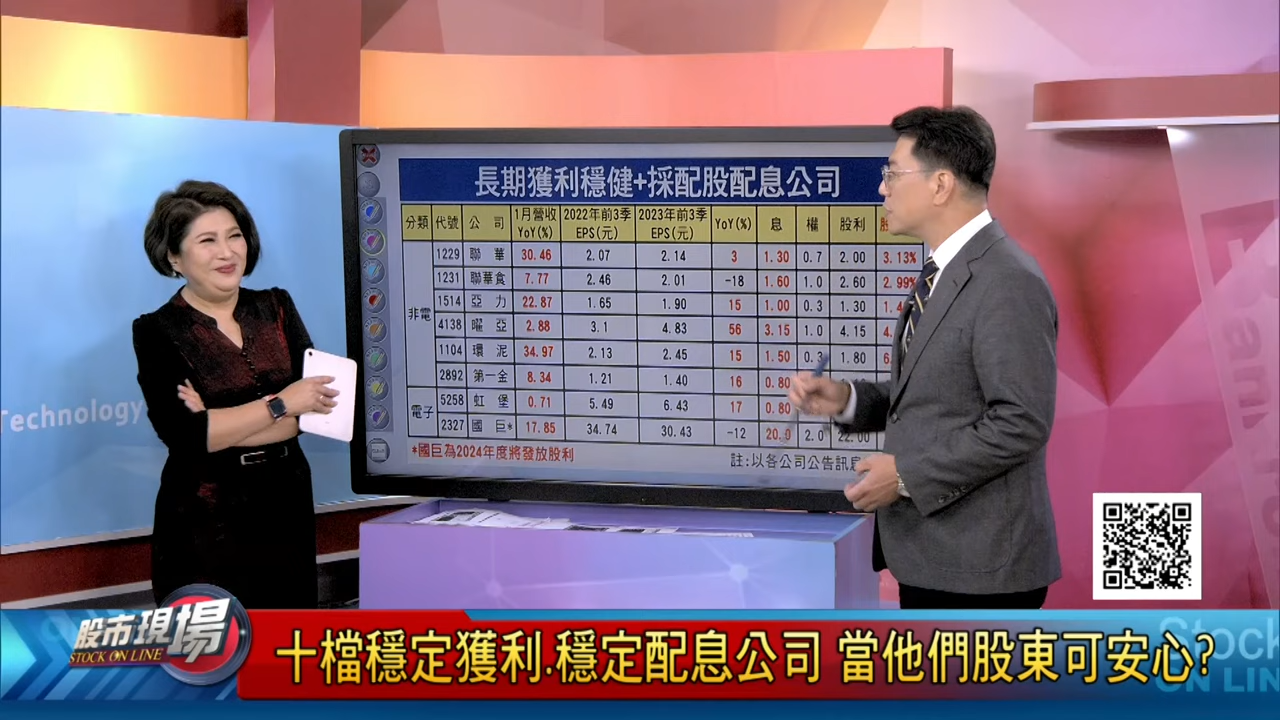 長期獲利穩健+採配股配息公司
分類 代號 公司 1月營收YoY(%) 2022年前3季EPS(元) 2023年前3季EPS(元) YoY(%) 息 權 股利
非電 1229 聯華 30.46 2.07 2.14 3 1.30 0.7 2.00 3.13%
1231 聯華食 7.77 2.46 2.01 -18 1.60 1.0 2.60 2.99%
1514 亞力 22.87 1.65 1.90 15 1.00 0.3 1.30
4138 曜亞 2.88 3.1 4.83 56 3.15 1.0 4.15
1104 環泥 34.97 2.13 2.45 15 1.50 0.3 1.80
2892 第一金 8.34 1.21 1.40 16 0.80
電子 5258 虹堡 0.71 5.49 6.43 17 0.80
2327 國巨* 17.85 34.74 30.43 -12 20.0 2.0 22.00
*國巨為2024年度將發放股利
註:以各公司公告訊息
Technology
股市現場
STOCK ON LINE
十檔穩定獲利.穩定配息公司 當他們股東可安心?
Stock
ON LIN